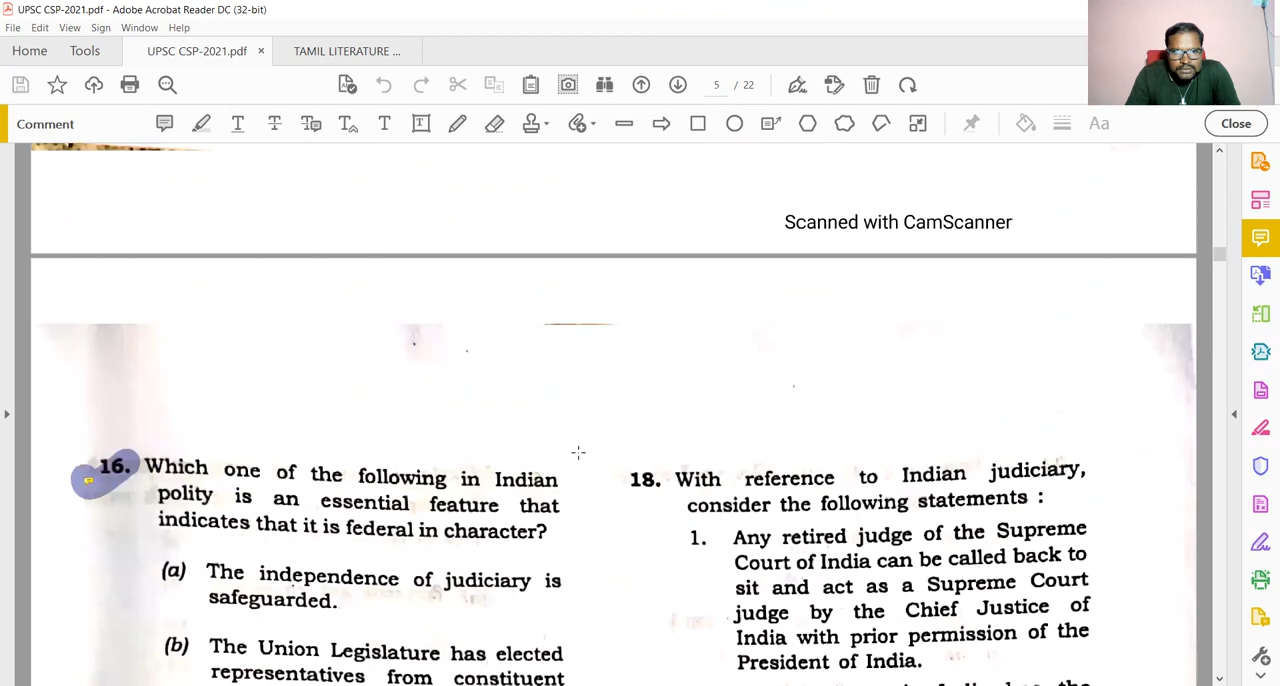 UPSC CSP-2021.pdf - Adobe Acrobat Reader DC (32-bit)
File Edit View Sign Window Help
Home Tools UPSC CSP-2021.pdf × TAMIL LITERATURE ...
5 / 22
Comment
Aa
Close
Scanned with CamScanner
16. Which one of the following in Indian
polity is an essential feature that
indicates that it is federal in character?
(a) The independence of judiciary is
safeguarded.
(b) The Union Legislature has elected
representatives from constituent
18. With reference to Indian judiciary,
consider the following statements :
1. Any retired judge of the Supreme
Court of India can be called back to
sit and act as a Supreme Court
judge by the Chief Justice of
India with prior permission of the
President of India.